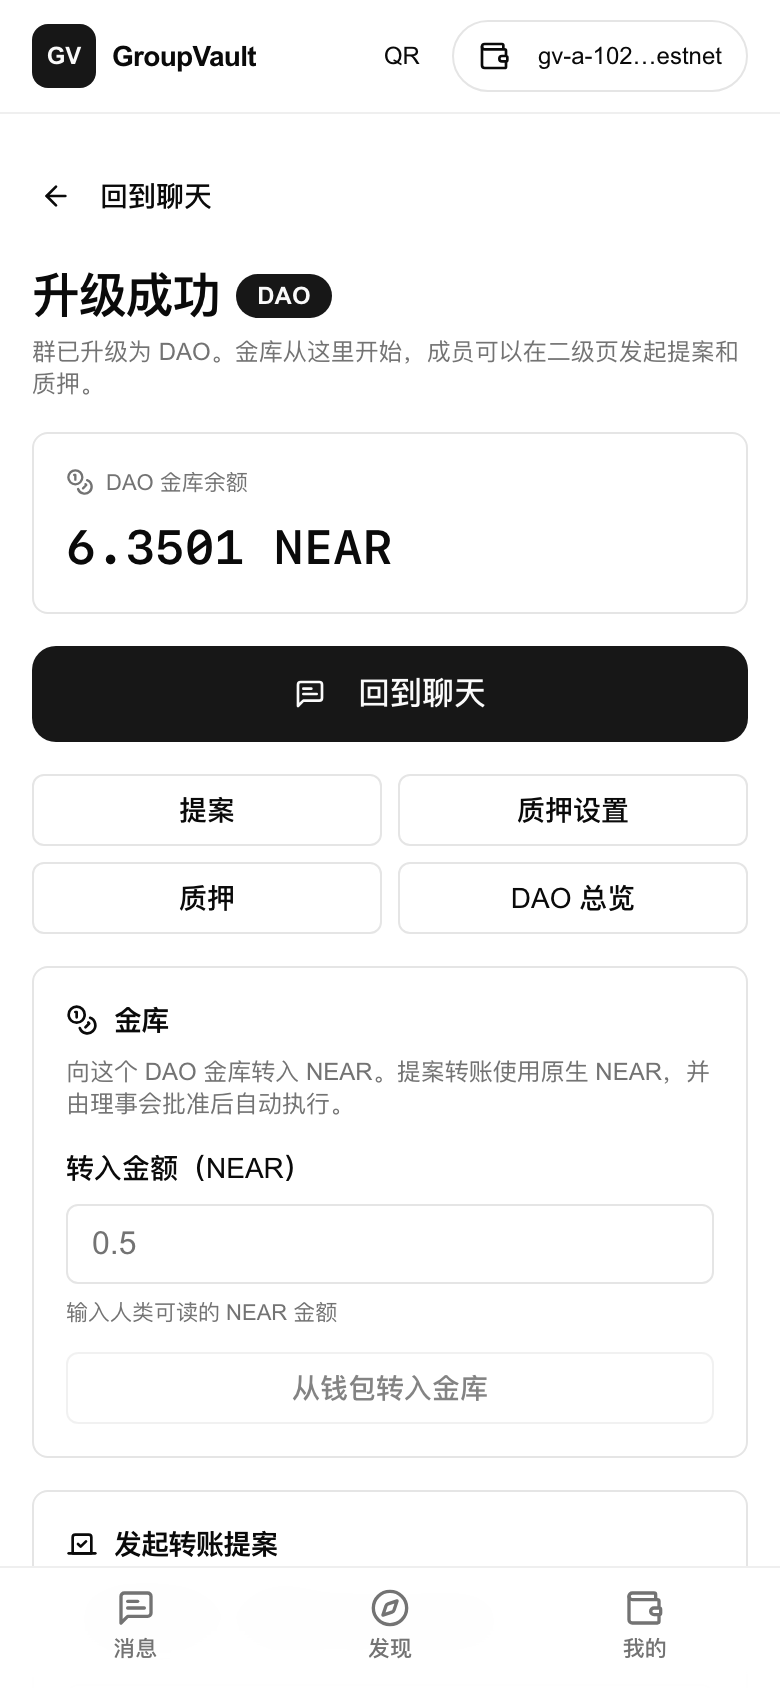 GV
GroupVault
QR
gv-a-102...estnet
回到聊天
升级成功
DAO
群已升级为 DAO。金库从这里开始，成员可以在二级页发起提案和
质押。
DAO 金库余额
6.3501 NEAR
回到聊天
提案
质押设置
质押
DAO 总览
金库
向这个 DAO 金库转入 NEAR。提案转账使用原生 NEAR，并
由理事会批准后自动执行。
转入金额（NEAR）
0.5
输入人类可读的 NEAR 金额
从钱包转入金库
发起转账提案
消息
发现
我的